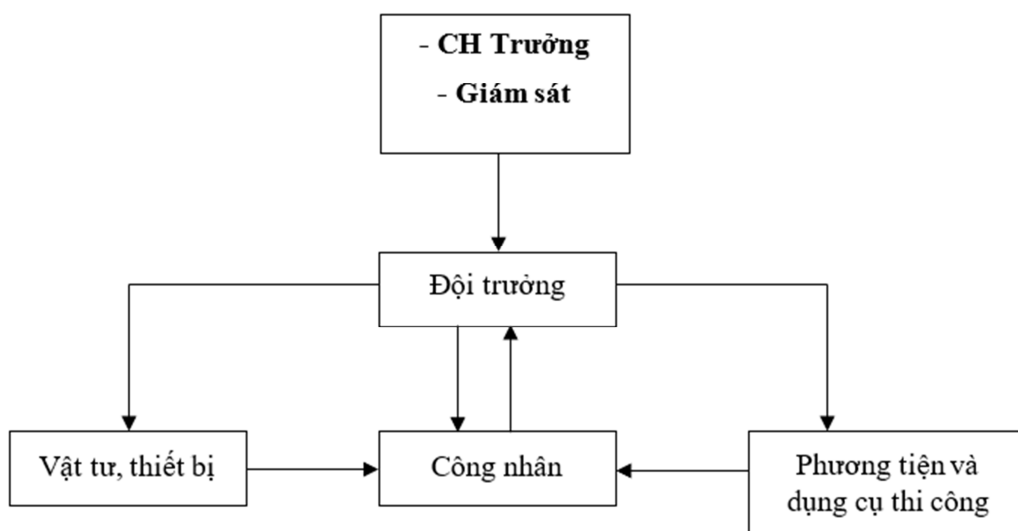 - CH Trưởng
- Giám sát
Đội trưởng
Vật tư, thiết bị
Công nhân
Phương tiện và
dụng cụ thi công